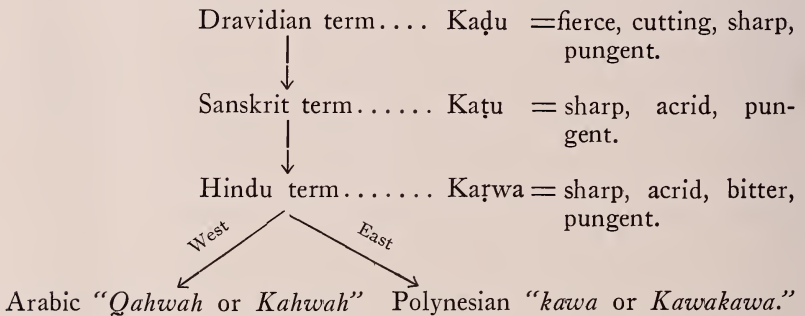 Dravidian term.... Kaḍu =fierce, cutting, sharp,
pungent.
Sanskrit term...... Kaṭu = sharp, acrid, pun-
gent.
Hindu term....... Kaṛwa = sharp, acrid, bitter,
pungent.
West East
Arabic “Qahwah or Kahwah” Polynesian “kawa or Kawakawa.”